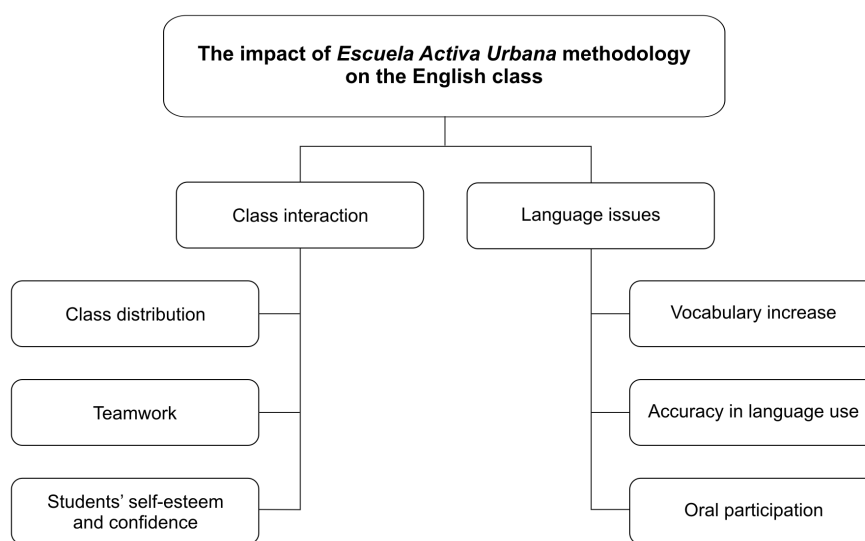 The impact of Escuela Activa Urbana methodology
on the English class
Class interaction
Language issues
Class distribution
Vocabulary increase
Teamwork
Accuracy in language use
Students’ self-esteem
and confidence
Oral participation